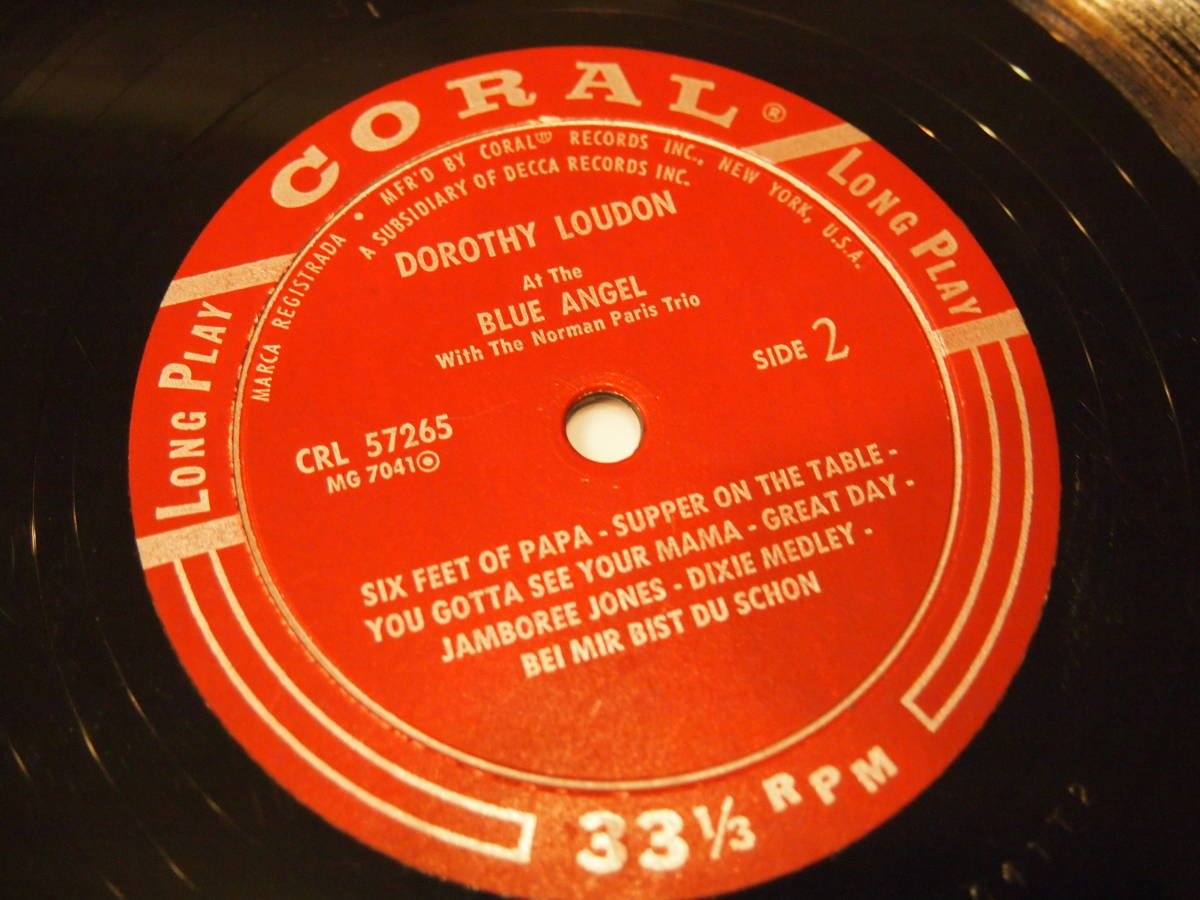 CORAL®
LONG PLAY
LONG PLAY
MARCA REGISTRADA • MFR'D BY CORAL RECORDS INC., NEW YORK, U.S.A.
A SUBSIDIARY OF DECCA RECORDS INC.
DOROTHY LOUDON
At The
BLUE ANGEL
With The Norman Paris Trio
SIDE 2
CRL 57265
MG 7041
SIX FEET OF PAPA - SUPPER ON THE TABLE -
YOU GOTTA SEE YOUR MAMA - GREAT DAY -
JAMBOREE JONES - DIXIE MEDLEY -
BEI MIR BIST DU SCHON
33 1/3 RPM